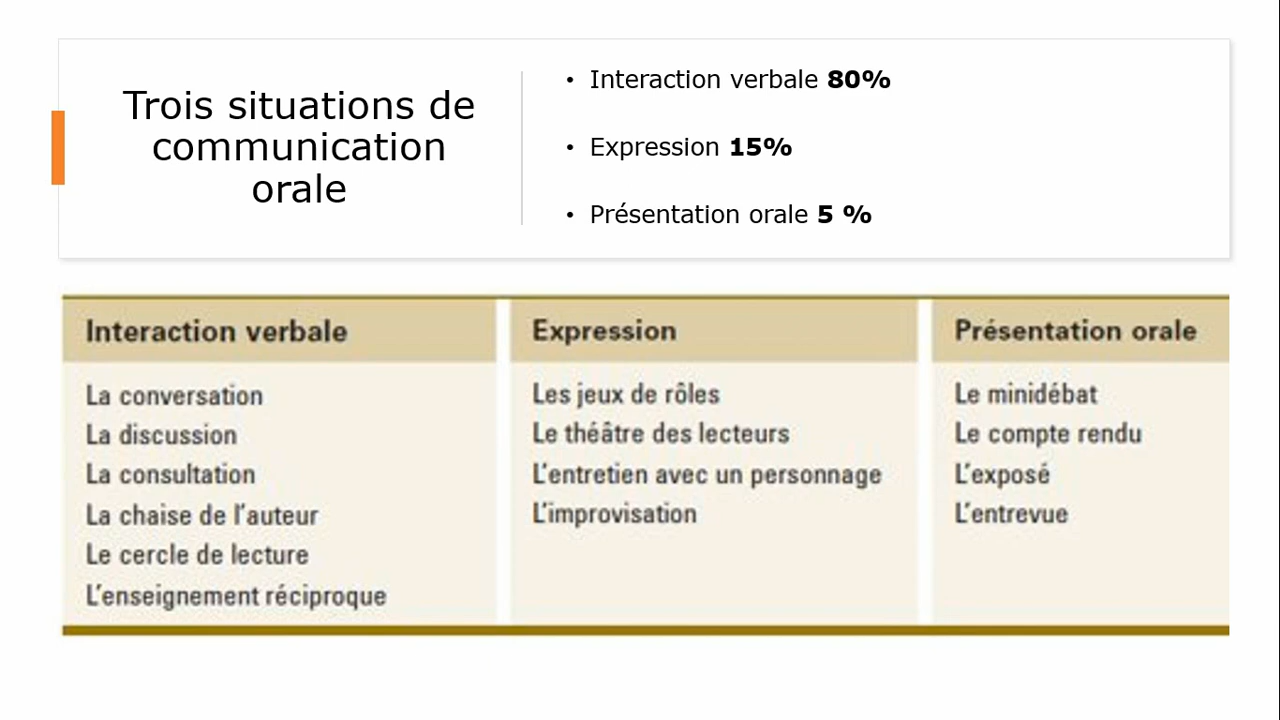 Trois situations de
communication
orale
• Interaction verbale 80%
• Expression 15%
• Présentation orale 5 %
Interaction verbale
La conversation
La discussion
La consultation
La chaise de l'auteur
Le cercle de lecture
L'enseignement réciproque
Expression
Les jeux de rôles
Le théâtre des lecteurs
L'entretien avec un personnage
L'improvisation
Présentation orale
Le minidébat
Le compte rendu
L'exposé
L'entrevue